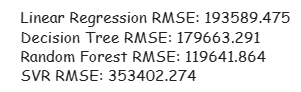 Linear Regression RMSE: 193589.475
Decision Tree RMSE: 179663.291
Random Forest RMSE: 119641.864
SVR RMSE: 353402.274